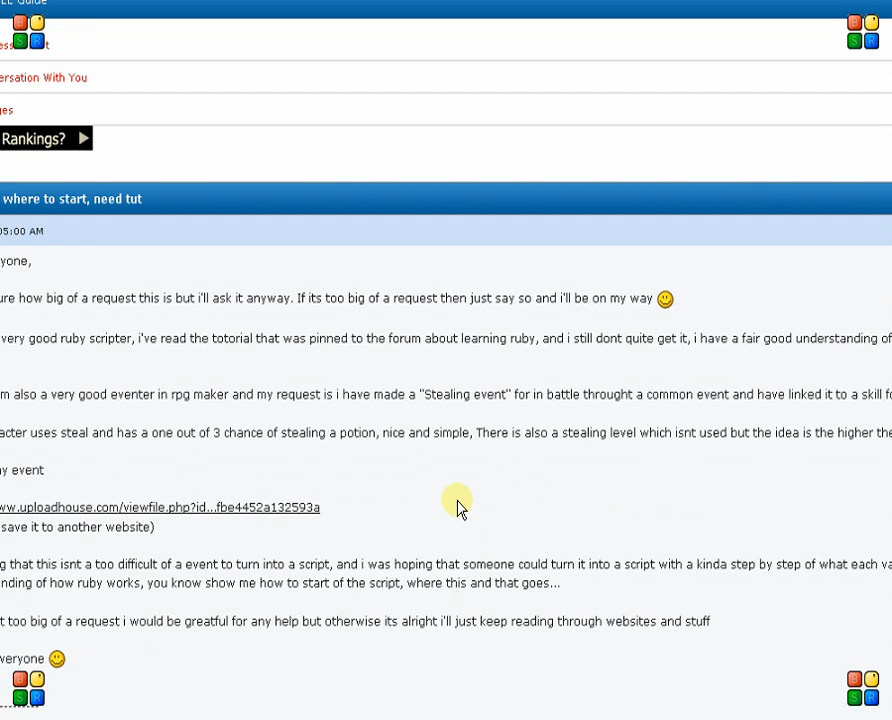 EE Guide
ess t
ersation With You
ges
Rankings?
where to start, need tut
05:00 AM
yone,
ure how big of a request this is but i'll ask it anyway. If its too big of a request then just say so and i'll be on my way
very good ruby scripter, i've read the totorial that was pinned to the forum about learning ruby, and i still dont quite get it, i have a fair good understanding of
m also a very good eventer in rpg maker and my request is i have made a "Stealing event" for in battle throught a common event and have linked it to a skill fo
acter uses steal and has a one out of 3 chance of stealing a potion, nice and simple, There is also a stealing level which isnt used but the idea is the higher the
ny event
ww.uploadhouse.com/viewfile.php?id...fbe4452a132593a
save it to another website)
g that this isnt a too difficult of a event to turn into a script, and i was hoping that someone could turn it into a script with a kinda step by step of what each va
nding of how ruby works, you know show me how to start of the script, where this and that goes...
t too big of a request i would be greatful for any help but otherwise its alright i'll just keep reading through websites and stuff
veryone
B
S R
B
S R
B
S R
B
S R